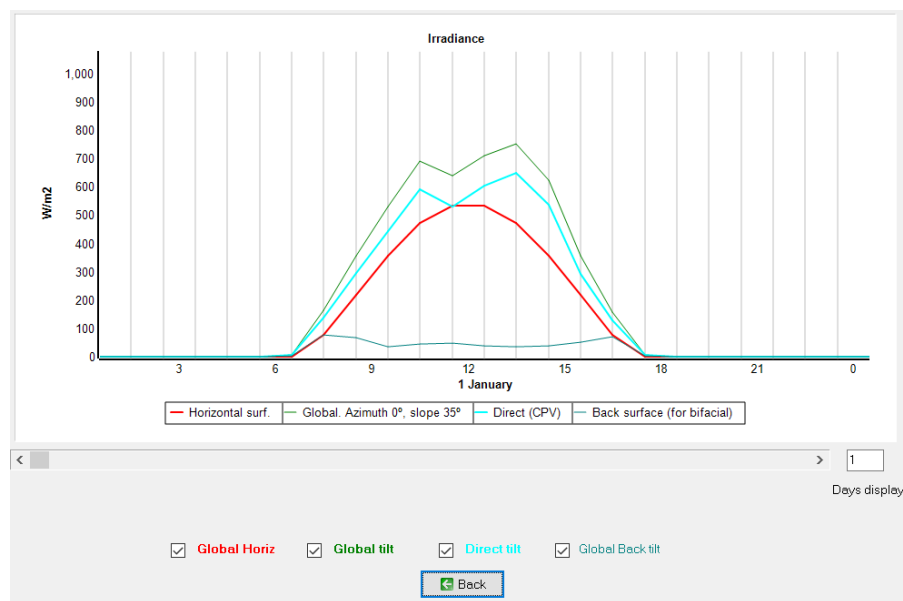 Irradiance
1,000
900
800
700
600
500
400
300
200
100
0
W/m2
3 6 9 12 15 18 21 0
1 January
Horizontal surf. Global. Azimuth 0º, slope 35º Direct (CPV) Back surface (for bifacial)
1
Days display
Global Horiz Global tilt Direct tilt Global Back tilt
Back